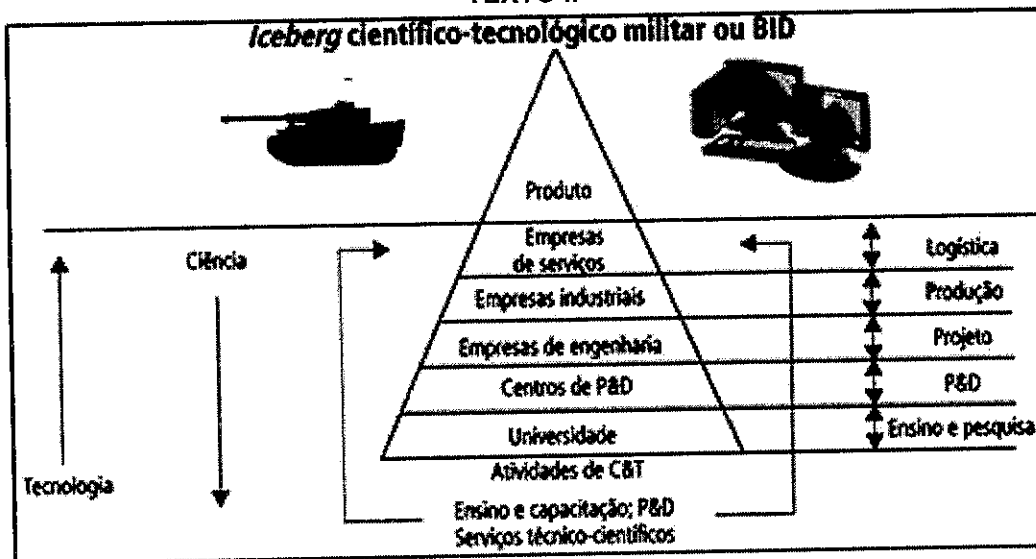 Iceberg científico-tecnológico militar ou BID
Produto
Empresas
de serviços
Logística
Ciência
Empresas industriais
Produção
Empresas de engenharia
Projeto
Centros de P&D
P&D
Universidade
Ensino e pesquisa
Atividades de C&T
Tecnologia
Ensino e capacitação; P&D
Serviços técnico-científicos